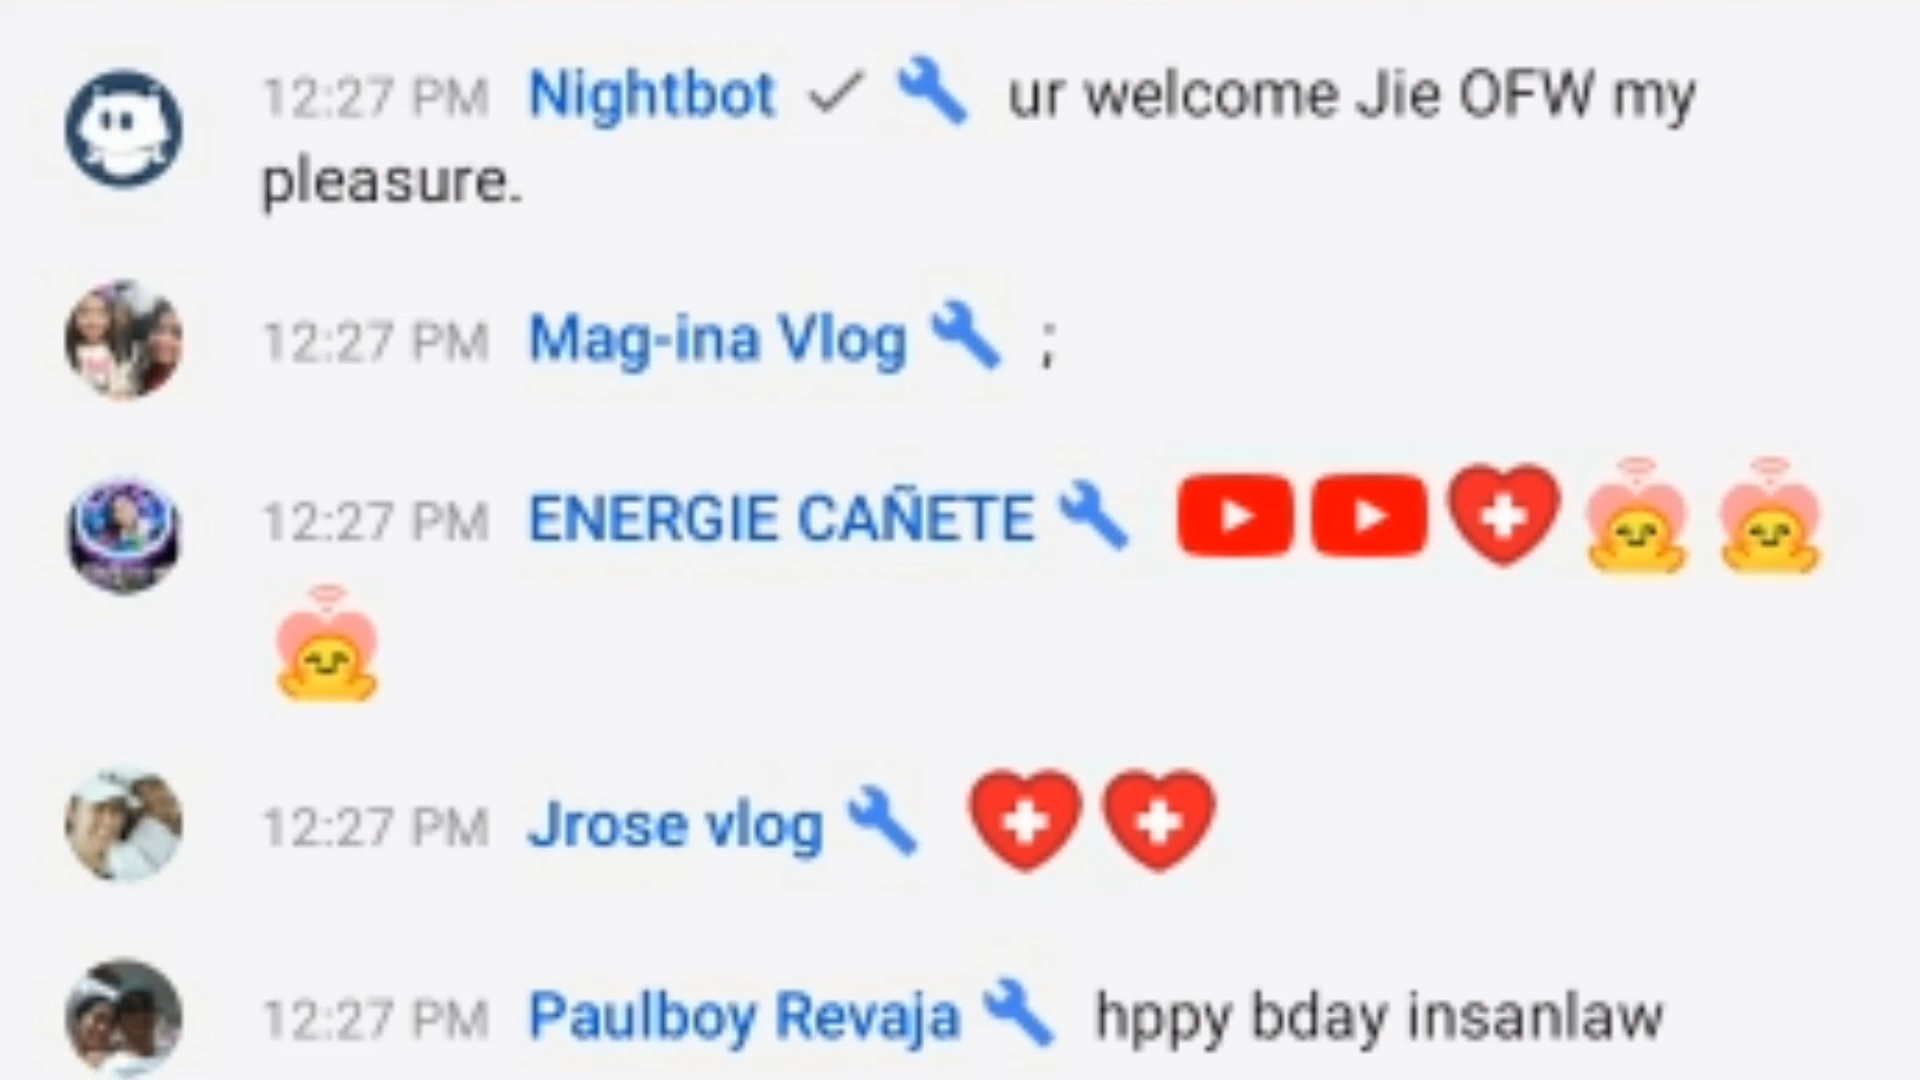 12:27 PM Nightbot ✓ ur welcome Jie OFW my
pleasure.
12:27 PM Mag-ina Vlog ;
12:27 PM ENERGIE CAÑETE
12:27 PM Jrose vlog
12:27 PM Paulboy Revaja hppy bday insanlaw